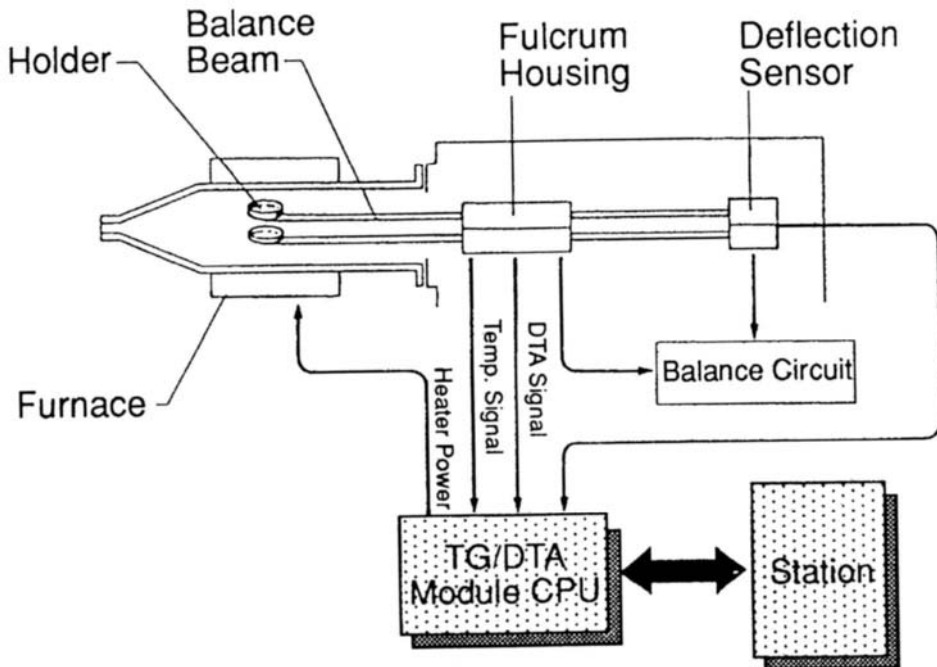 Holder
Balance
Beam
Fulcrum
Housing
Deflection
Sensor
Furnace
Heater Power
Temp. Signal
DTA Signal
Balance Circuit
TG/DTA
Module CPU
Station